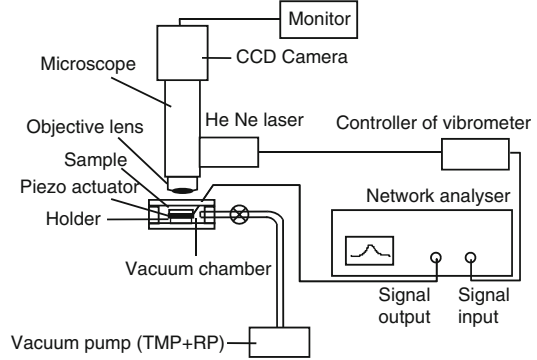 Monitor
CCD Camera
Microscope
He Ne laser
Objective lens
Controller of vibrometer
Sample
Piezo actuator
Network analyser
Holder
Vacuum chamber
Signal
output
Signal
input
Vacuum pump (TMP+RP)